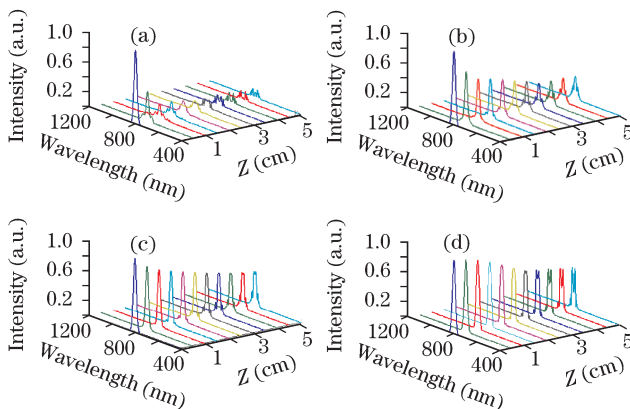 (a)
Intensity (a.u.)
1.0
0.6
0.2
1200
800
400
Wavelength (nm)
1
3
5
Z (cm)
(b)
Intensity (a.u.)
1.0
0.6
0.2
1200
800
400
Wavelength (nm)
1
3
5
Z (cm)
(c)
Intensity (a.u.)
1.0
0.6
0.2
1200
800
400
Wavelength (nm)
1
3
5
Z (cm)
(d)
Intensity (a.u.)
1.0
0.6
0.2
1200
800
400
Wavelength (nm)
1
3
5
Z (cm)